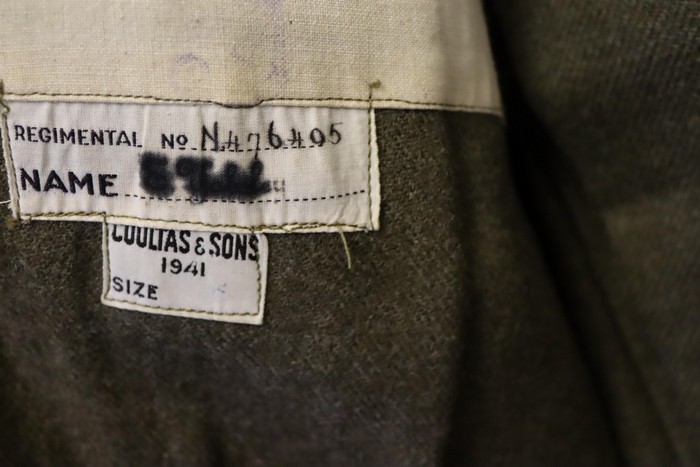 REGIMENTAL NO N476495
NAME
COULTAS & SONS
1941
SIZE